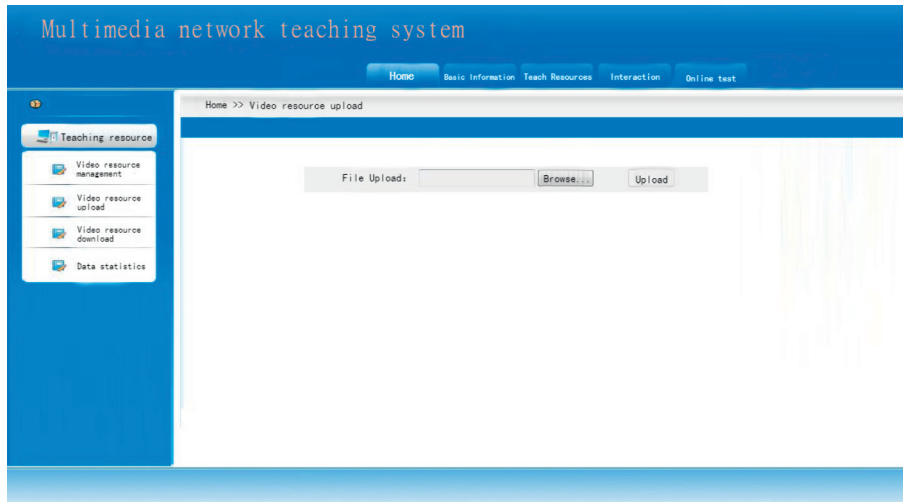 Multimedia network teaching system
Home Basic Information Teach Resources Interaction Online test
Home >> Video resource upload
Teaching resource
Video resource
management
Video resource
upload
Video resource
download
Data statistics
File Upload: Browse... Upload